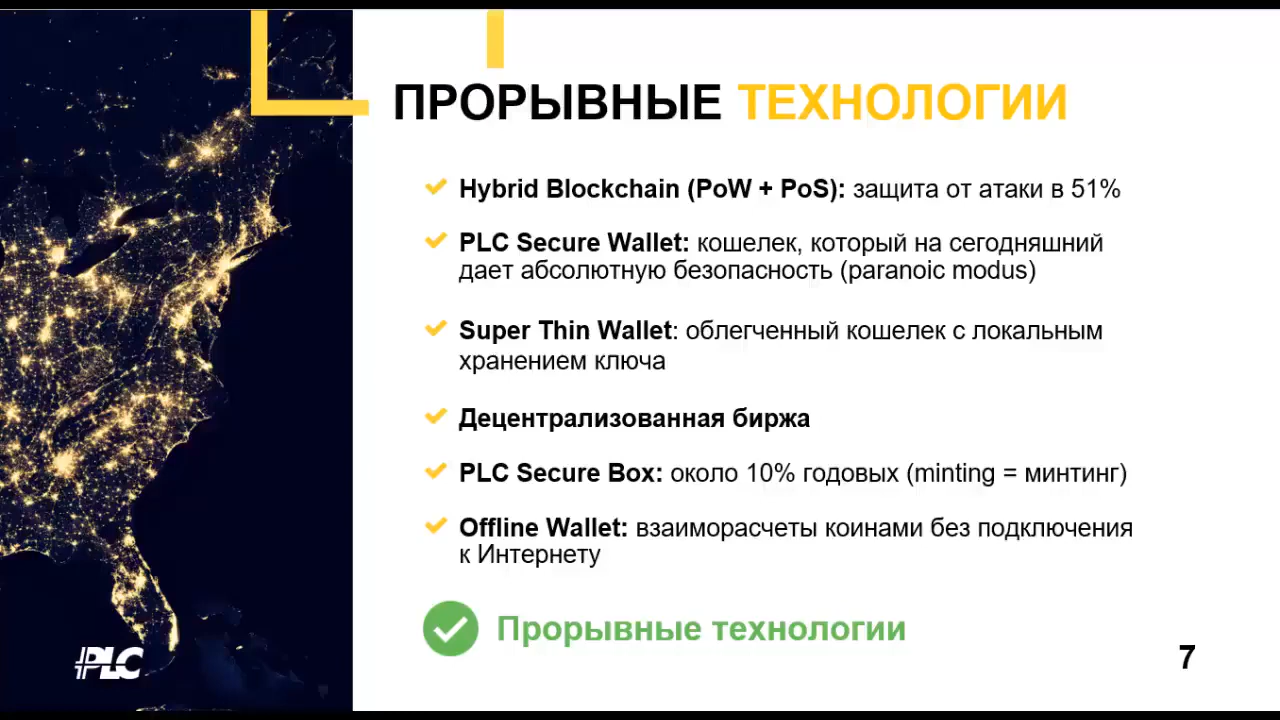 ПРОРЫВНЫЕ ТЕХНОЛОГИИ
Hybrid Blockchain (PoW + PoS): защита от атаки в 51%
PLC Secure Wallet: кошелек, который на сегодняшний
дает абсолютную безопасность (paranoic modus)
Super Thin Wallet: облегченный кошелек с локальным
хранением ключа
Децентрализованная биржа
PLC Secure Box: около 10% годовых (minting = минтинг)
Offline Wallet: взаиморасчеты коинами без подключения
к Интернету
Прорывные технологии
PLC
7